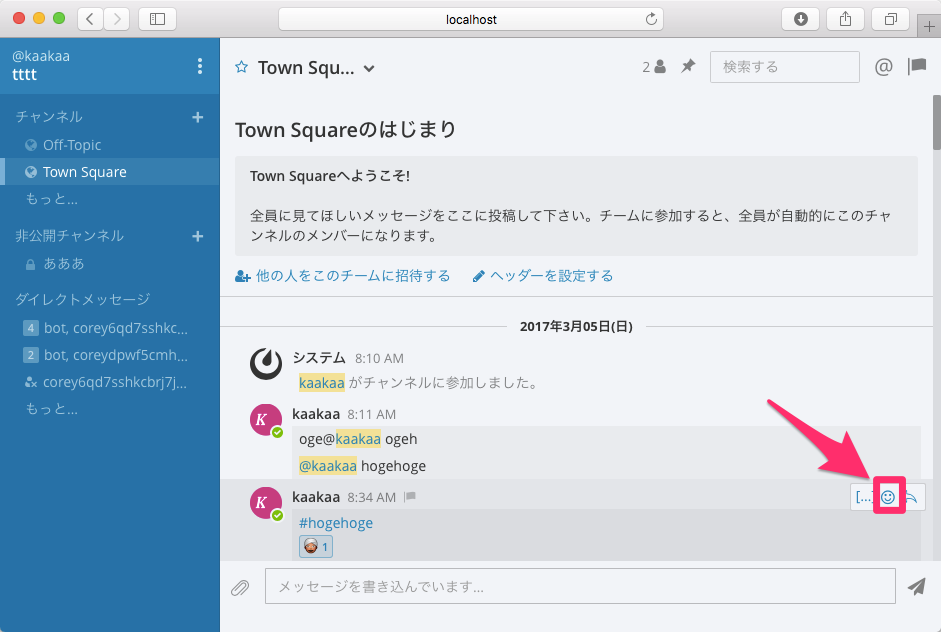 localhost
@kaakaa
tttt
チャンネル
Off-Topic
Town Square
もっと...
非公開チャンネル
あああ
ダイレクトメッセージ
4 bot, corey6qd7sshkc...
2 bot, coreydpwf5cmh...
corey6qd7sshkcbrj7j...
もっと...
Town Squ...
2
検索する
@
Town Squareのはじまり
Town Squareへようこそ!
全員に見てほしいメッセージをここに投稿して下さい。チームに参加すると、全員が自動的にこのチャ
ンネルのメンバーになります。
他の人をこのチームに招待する ヘッダーを設定する
2017年3月05日(日)
システム 8:10 AM
kaakaa がチャンネルに参加しました。
K
kaakaa 8:11 AM
oge@kaakaa ogeh
@kaakaa hogehoge
K
kaakaa 8:34 AM
[...]
#hogehoge
1
メッセージを書き込んでいます...